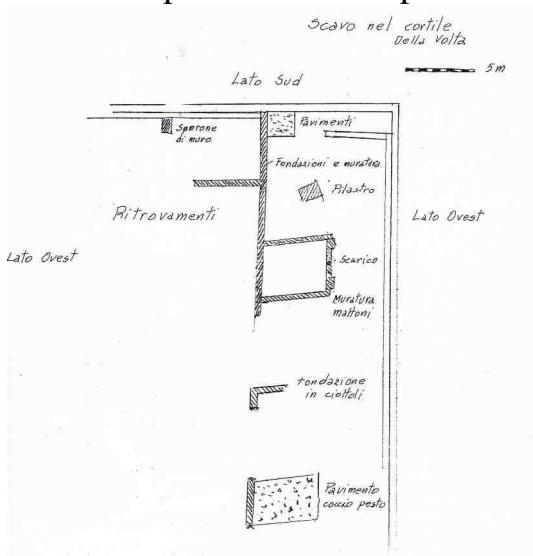 Scavo nel cortile
Della Volta
5 m
Lato Sud
Sperone
di muro
Pavimenti
Fondazioni e muratura
Pilastro
Ritrovamenti
Lato Ovest
Lato Ovest
Scarico
Muratura
mattoni
Fondazione
in ciottoli
Pavimento
coccio pesto